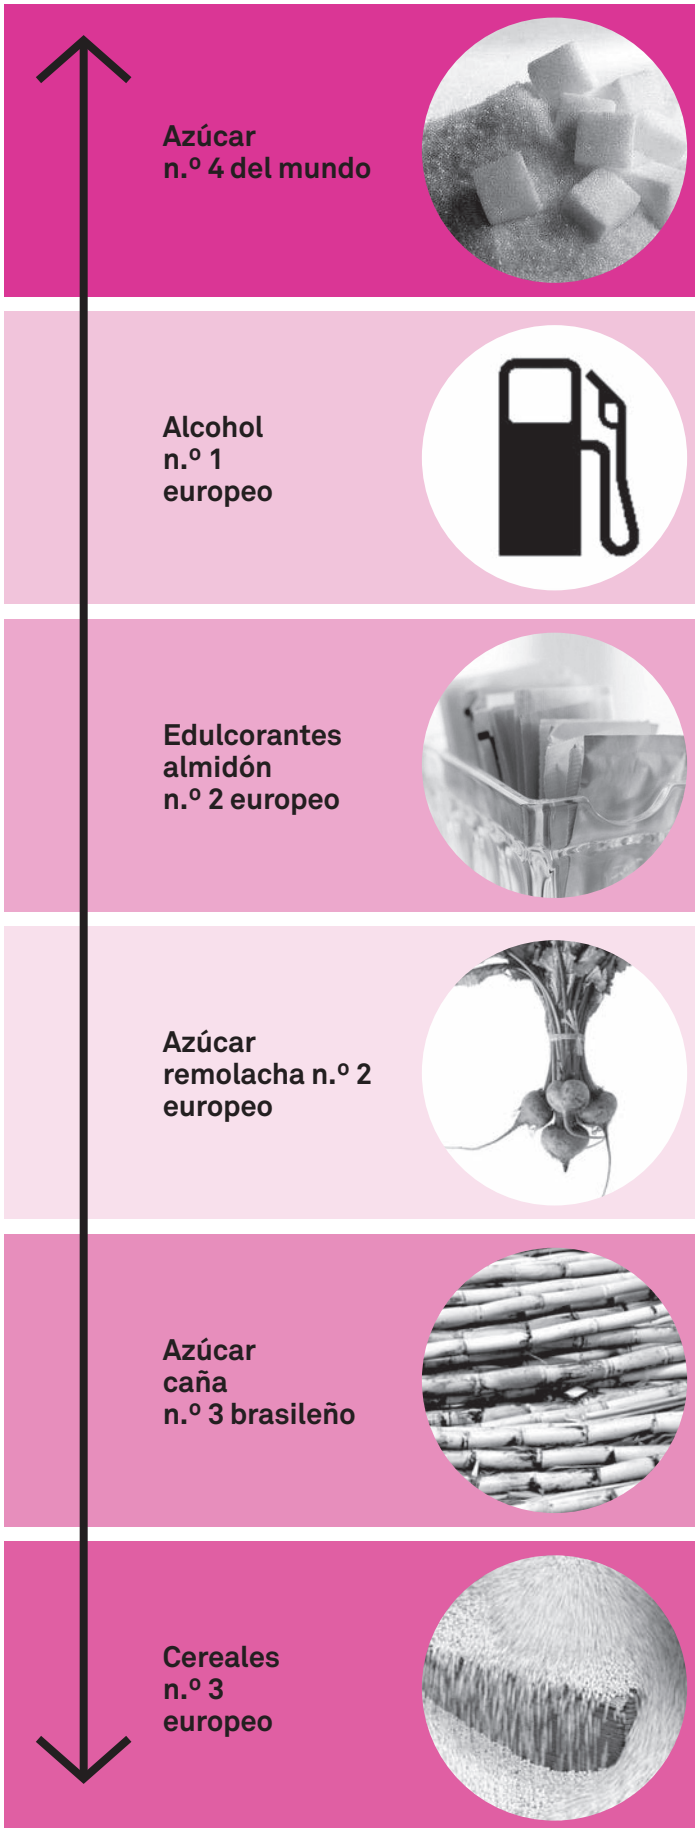 Azúcar
n.º 4 del mundo
Alcohol
n.º 1
europeo
Edulcorantes
almidón
n.º 2 europeo
Azúcar
remolacha n.º 2
europeo
Azúcar
caña
n.º 3 brasileño
Cereales
n.º 3
europeo